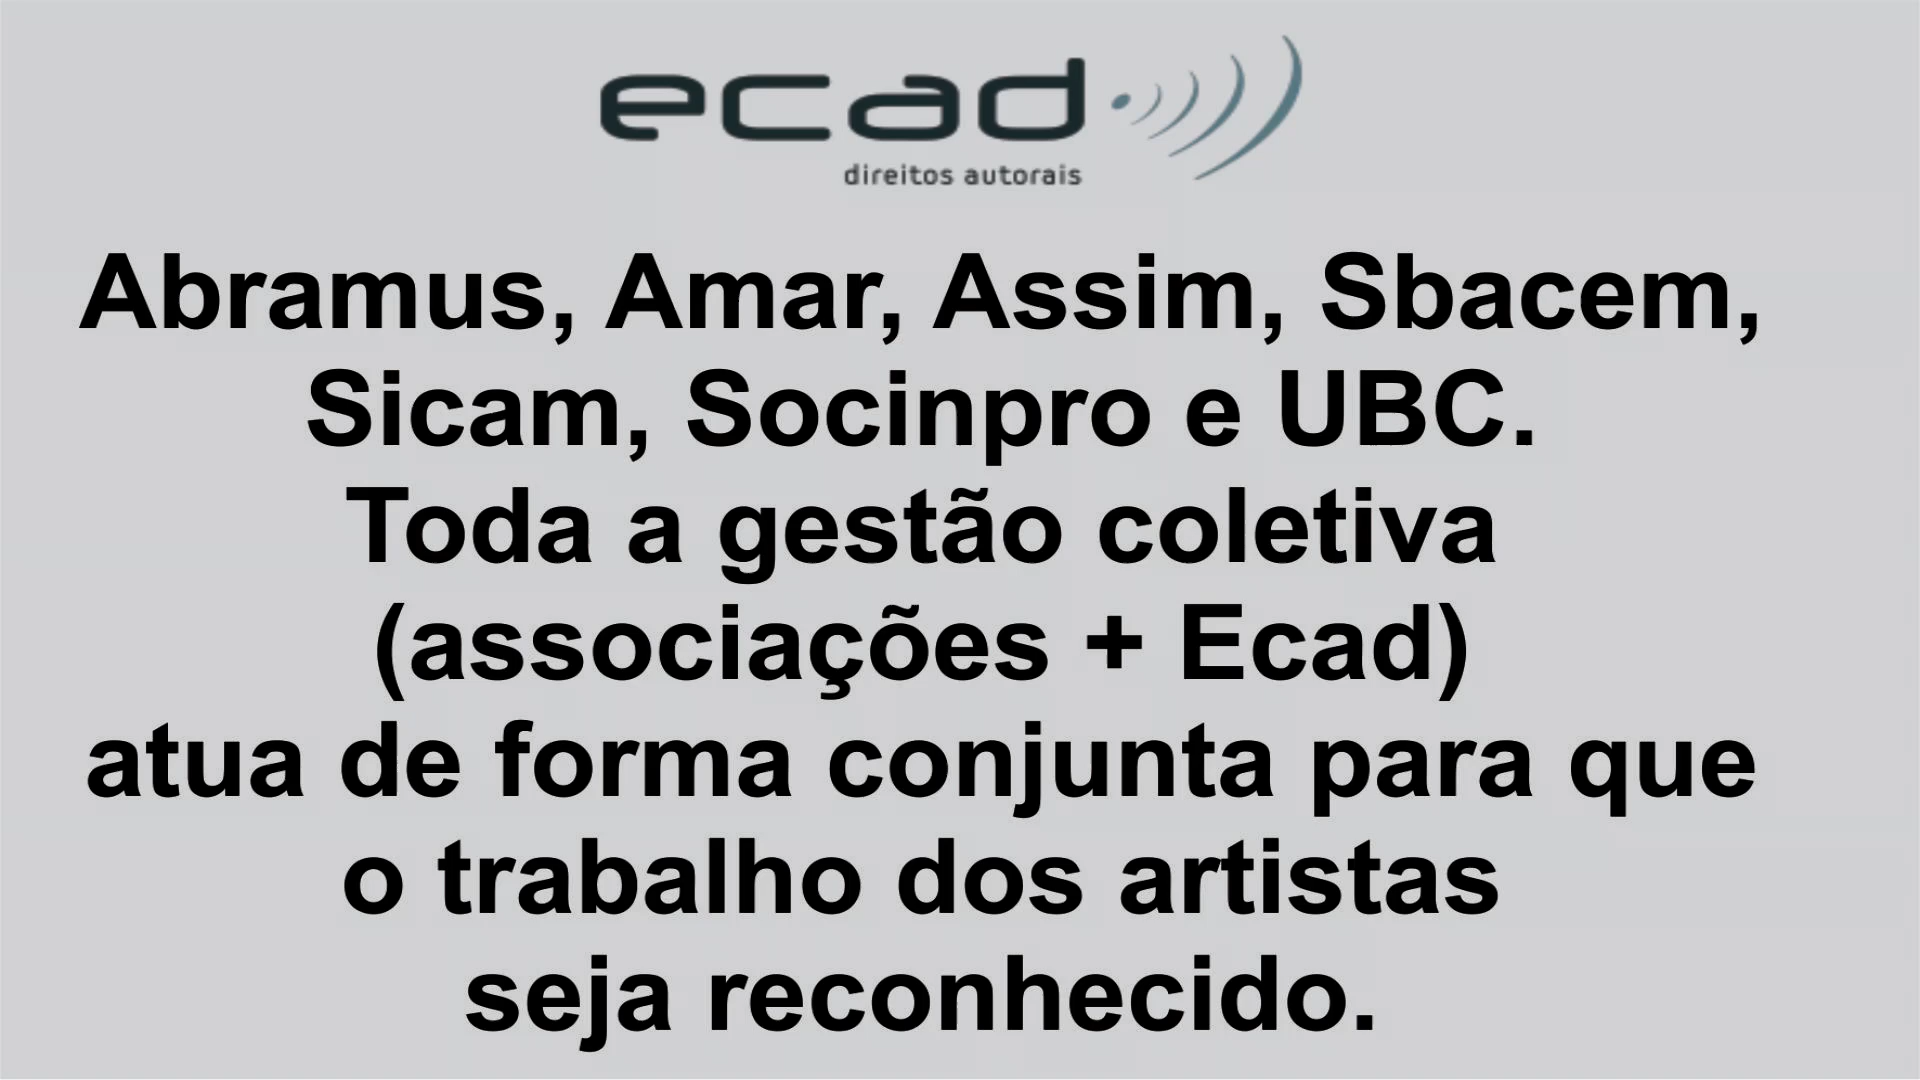 ecad
direitos autorais
Abramus, Amar, Assim, Sbacem,
Sicam, Socinpro e UBC.
Toda a gestão coletiva
(associações + Ecad)
atua de forma conjunta para que
o trabalho dos artistas
seja reconhecido.